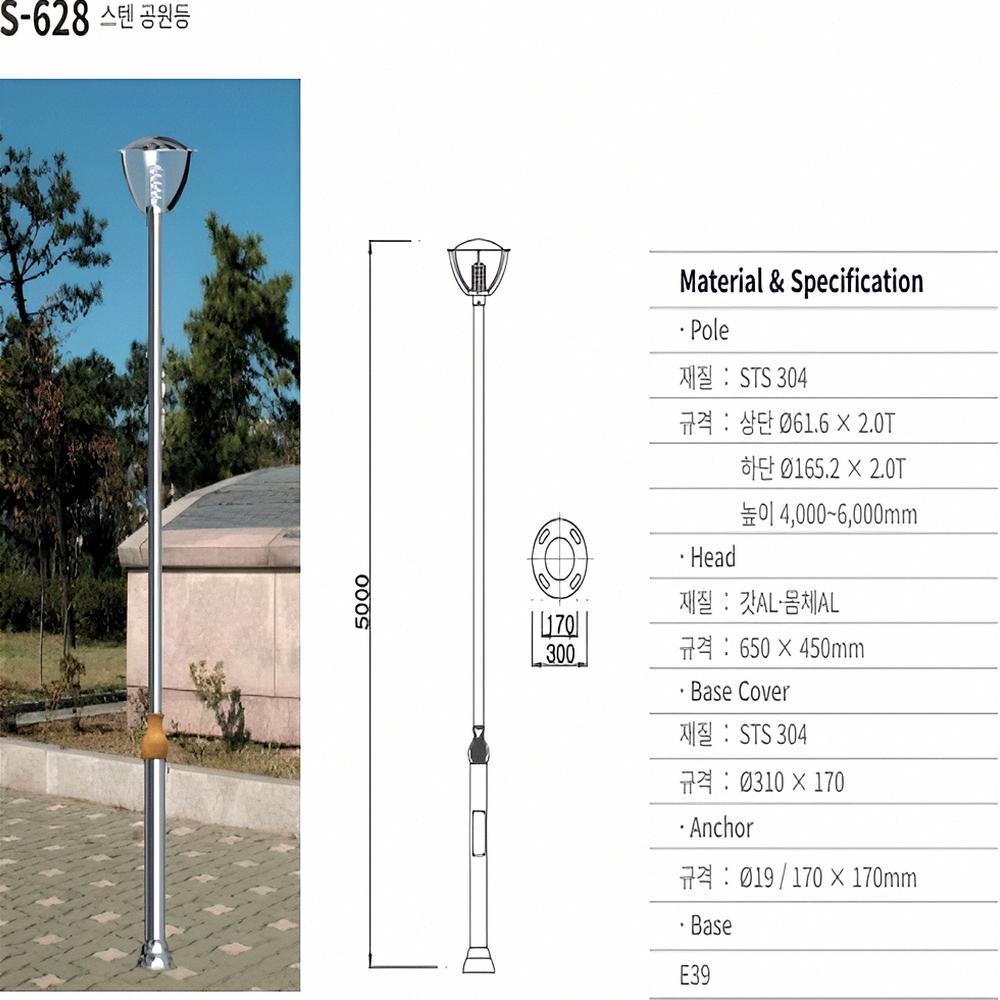 S-628 스텐 공원등
5000
170
300
Material & Specification
· Pole
재질 : STS 304
규격 : 상단 Ø61.6 × 2.0T
하단 Ø165.2 × 2.0T
높이 4,000~6,000mm
· Head
재질 : 갓AL·몸체AL
규격 : 650 × 450mm
· Base Cover
재질 : STS 304
규격 : Ø310 × 170
· Anchor
규격 : Ø19 / 170 × 170mm
· Base
E39